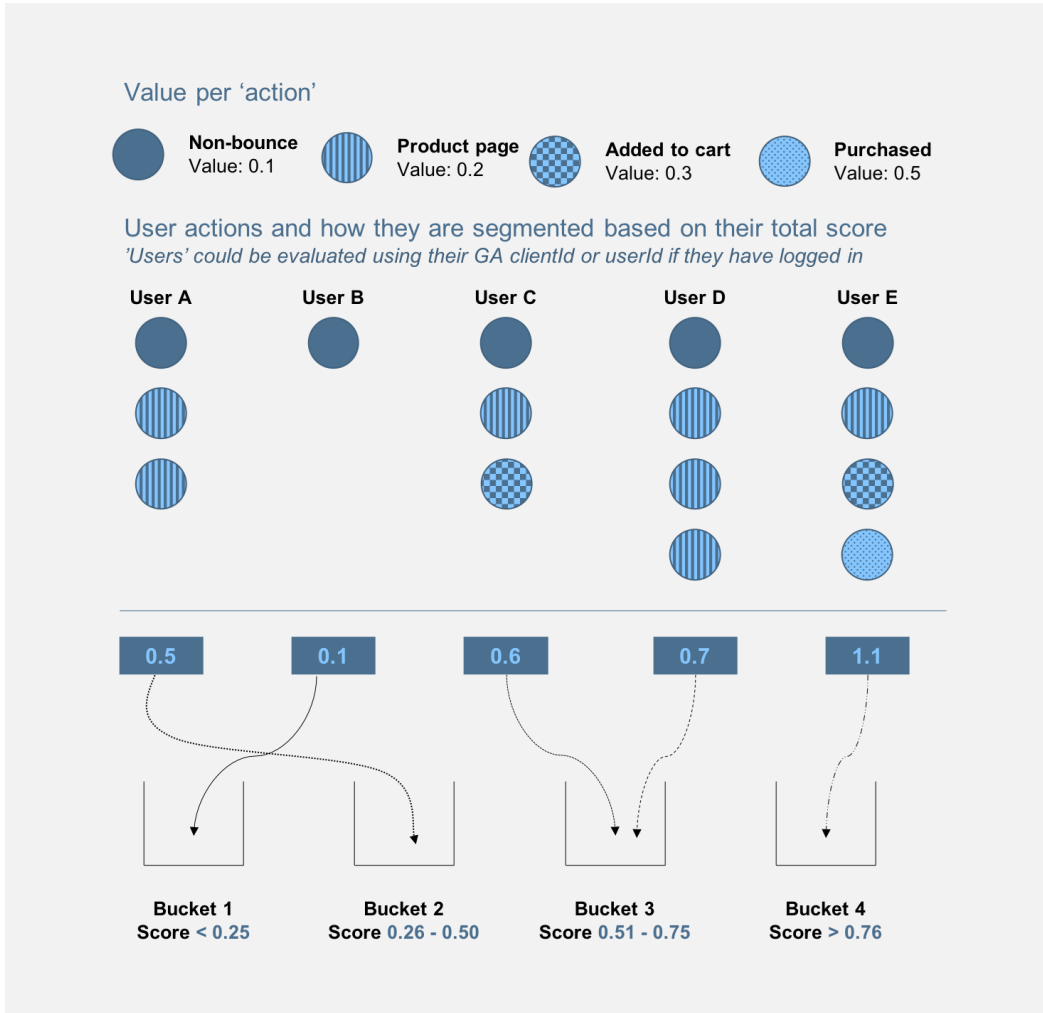 Value per ‘action’
Non-bounce
Value: 0.1
Product page
Value: 0.2
Added to cart
Value: 0.3
Purchased
Value: 0.5
User actions and how they are segmented based on their total score
’Users’ could be evaluated using their GA clientId or userId if they have logged in
User A
User B
User C
User D
User E
0.5
0.1
0.6
0.7
1.1
Bucket 1
Score < 0.25
Bucket 2
Score 0.26 - 0.50
Bucket 3
Score 0.51 - 0.75
Bucket 4
Score > 0.76